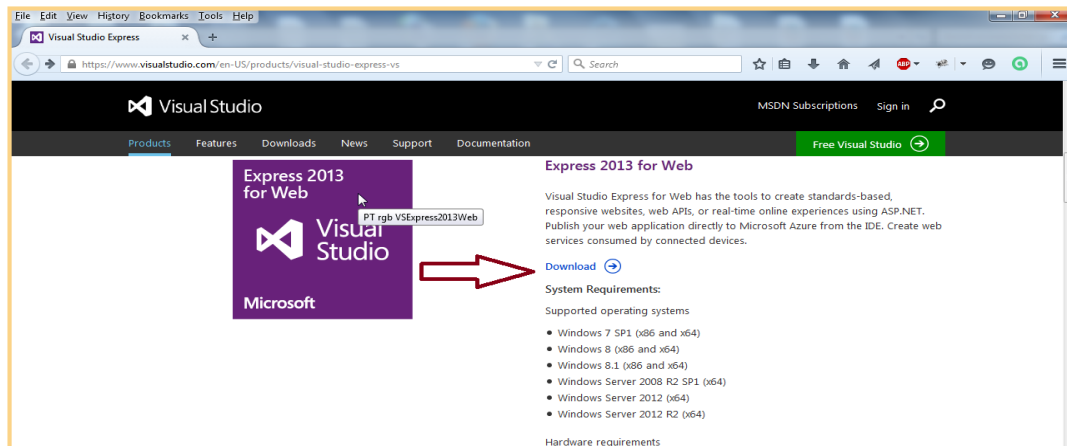 File Edit View History Bookmarks Tools Help
Visual Studio Express × +
https://www.visualstudio.com/en-US/products/visual-studio-express-vs Search ABP
Visual Studio MSDN Subscriptions Sign in
Products Features Downloads News Support Documentation Free Visual Studio
Express 2013
for Web
PT rgb VSExpress2013Web
Visual
Studio
Microsoft
Express 2013 for Web
Visual Studio Express for Web has the tools to create standards-based,
responsive websites, web APIs, or real-time online experiences using ASP.NET.
Publish your web application directly to Microsoft Azure from the IDE. Create web
services consumed by connected devices.
Download
System Requirements:
Supported operating systems
• Windows 7 SP1 (x86 and x64)
• Windows 8 (x86 and x64)
• Windows 8.1 (x86 and x64)
• Windows Server 2008 R2 SP1 (x64)
• Windows Server 2012 (x64)
• Windows Server 2012 R2 (x64)
Hardware requirements